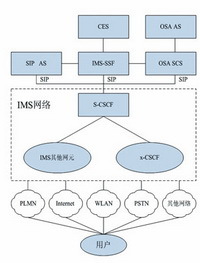 CES
OSA AS
SIP AS
IMS-SSF
OSA SCS
SIP
SIP
SIP
IMS网络
S-CSCF
IMS其他网元
x-CSCF
PLMN
Internet
WLAN
PSTN
其他网络
用户